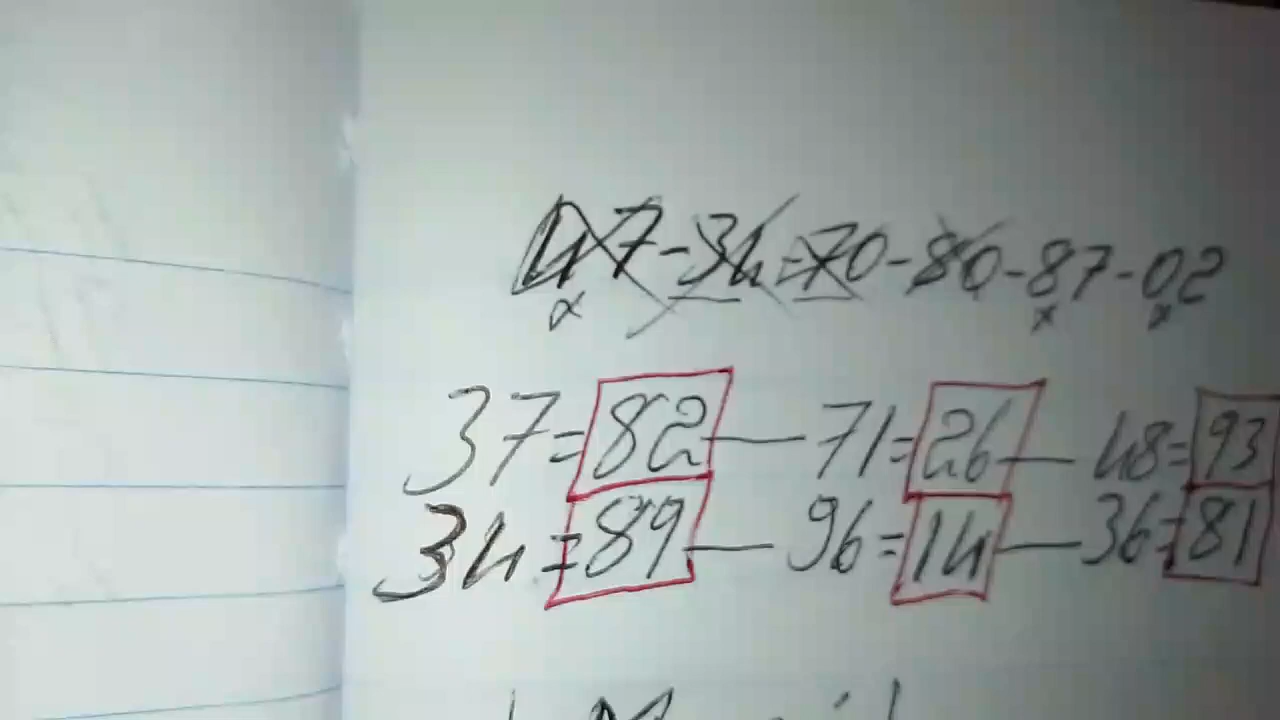 47-34-70-80-87-02
x x x
37=82—71=26—48=93
34=89—96=14—36=81